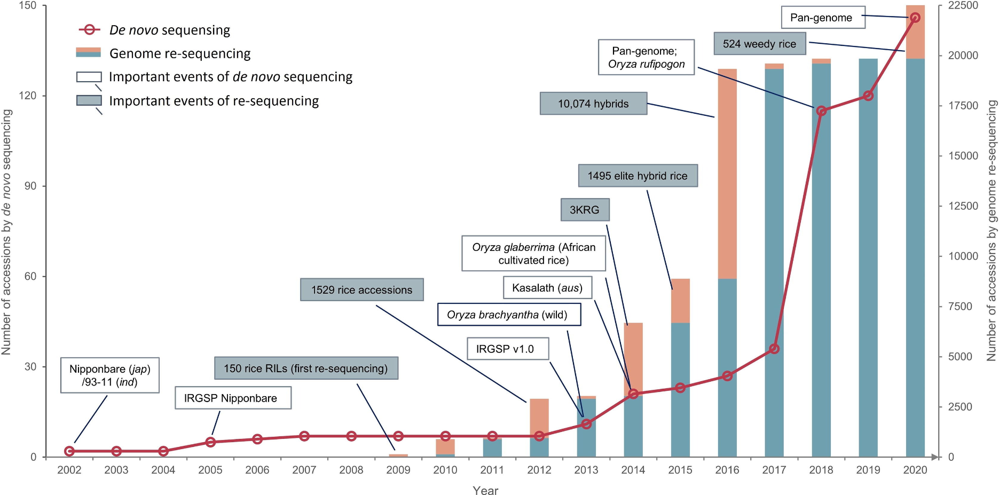 150
120
90
60
30
0
Number of accessions by de novo sequencing
De novo sequensing
Genome re-sequencing
Important events of de novo sequencing
Important events of re-sequencing
Pan-genome
524 weedy rice
Pan-genome;
Oryza rufipogon
10,074 hybrids
1495 elite hybrid rice
3KRG
Oryza glaberrima (African
cultivated rice)
Kasalath (aus)
1529 rice accessions
Oryza brachyantha (wild)
IRGSP v1.0
150 rice RILs (first re-sequencing)
Nipponbare (jap)
/93-11 (ind)
IRGSP Nipponbare
22500
20000
17500
15000
12500
10000
7500
5000
2500
0
Number of accessions by genome re-sequencing
2002 2003 2004 2005 2006 2007 2008 2009 2010 2011 2012 2013 2014 2015 2016 2017 2018 2019 2020
Year